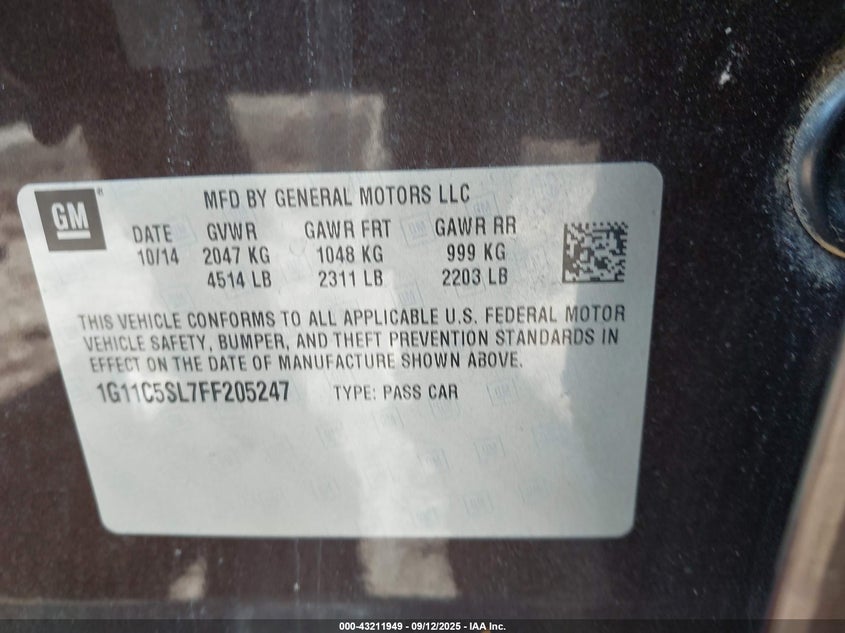 GM
MFD BY GENERAL MOTORS LLC
DATE GVWR GAWR FRT GAWR RR
10/14 2047 KG 1048 KG 999 KG
4514 LB 2311 LB 2203 LB
THIS VEHICLE CONFORMS TO ALL APPLICABLE U.S. FEDERAL MOTOR
VEHICLE SAFETY, BUMPER, AND THEFT PREVENTION STANDARDS IN
EFFECT ON THE DATE OF MANUFACTURE SHOWN ABOVE.
1G11C5SL7FF205247 TYPE: PASS CAR
000-43211949 - 09/12/2025 - IAA Inc.